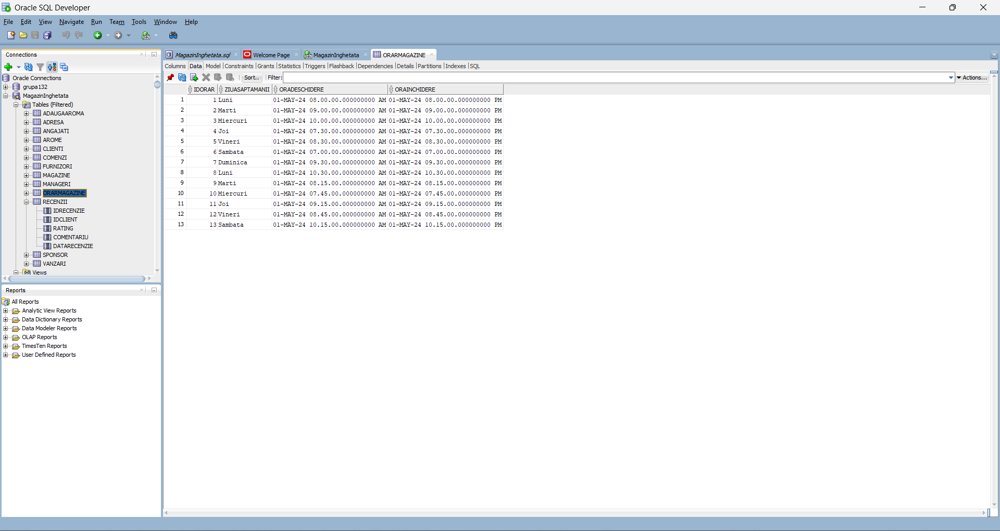 Oracle SQL Developer
File Edit View Navigate Run Team Tools Window Help
Connections
Oracle Connections
grupa132
MagazinInghetata
Tables (Filtered)
ADAUGAAROMA
ADRESA
ANGAJATI
AROME
CLIENTI
COMENZI
FURNIZORI
MAGAZINE
MANAGERI
ORARMAGAZINE
RECENZII
IDRECENZIE
IDCLIENT
RATING
COMENTARIU
DATARECENZIE
SPONSOR
VANZARI
Views
Reports
All Reports
Analytic View Reports
Data Dictionary Reports
Data Modeler Reports
OLAP Reports
TimesTen Reports
User Defined Reports
MagazinInghetata.sql Welcome Page MagazinInghetata ORARMAGAZINE
Columns Data Model Constraints Grants Statistics Triggers Flashback Dependencies Details Partitions Indexes SQL
Sort.. Filter: Actions...
IDORAR ZIUASAPTAMANII ORADESCHIDERE ORAINCHIDERE
1 1 Luni 01-MAY-24 08.00.00.000000000 AM 01-MAY-24 08.00.00.000000000 PM
2 2 Marti 01-MAY-24 09.00.00.000000000 AM 01-MAY-24 09.00.00.000000000 PM
3 3 Miercuri 01-MAY-24 10.00.00.000000000 AM 01-MAY-24 10.00.00.000000000 PM
4 4 Joi 01-MAY-24 07.30.00.000000000 AM 01-MAY-24 07.30.00.000000000 PM
5 5 Vineri 01-MAY-24 08.30.00.000000000 AM 01-MAY-24 08.30.00.000000000 PM
6 6 Sambata 01-MAY-24 07.00.00.000000000 AM 01-MAY-24 07.00.00.000000000 PM
7 7 Duminica 01-MAY-24 09.30.00.000000000 AM 01-MAY-24 09.30.00.000000000 PM
8 8 Luni 01-MAY-24 10.30.00.000000000 AM 01-MAY-24 10.30.00.000000000 PM
9 9 Marti 01-MAY-24 08.15.00.000000000 AM 01-MAY-24 08.15.00.000000000 PM
10 10 Miercuri 01-MAY-24 07.45.00.000000000 AM 01-MAY-24 07.45.00.000000000 PM
11 11 Joi 01-MAY-24 09.15.00.000000000 AM 01-MAY-24 09.15.00.000000000 PM
12 12 Vineri 01-MAY-24 08.45.00.000000000 AM 01-MAY-24 08.45.00.000000000 PM
13 13 Sambata 01-MAY-24 10.15.00.000000000 AM 01-MAY-24 10.15.00.000000000 PM